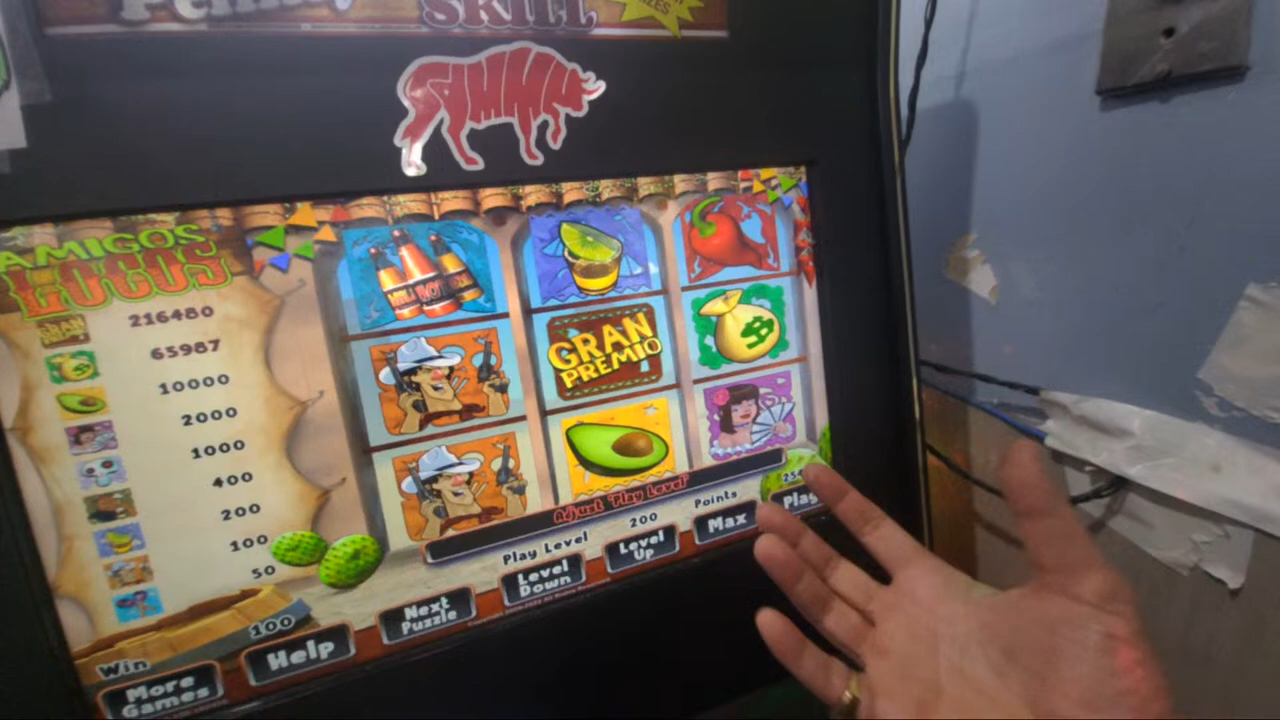 SKILL
AMIGOS
LOCOS
216480
65987
10000
2000
1000
400
200
100
50
GRAN
PREMIO
Adjust 'Play Level'
Play Level
200
Points
Level
Down
Level
Up
Max
Play
Next
Puzzle
100
Win
Help
More
Games